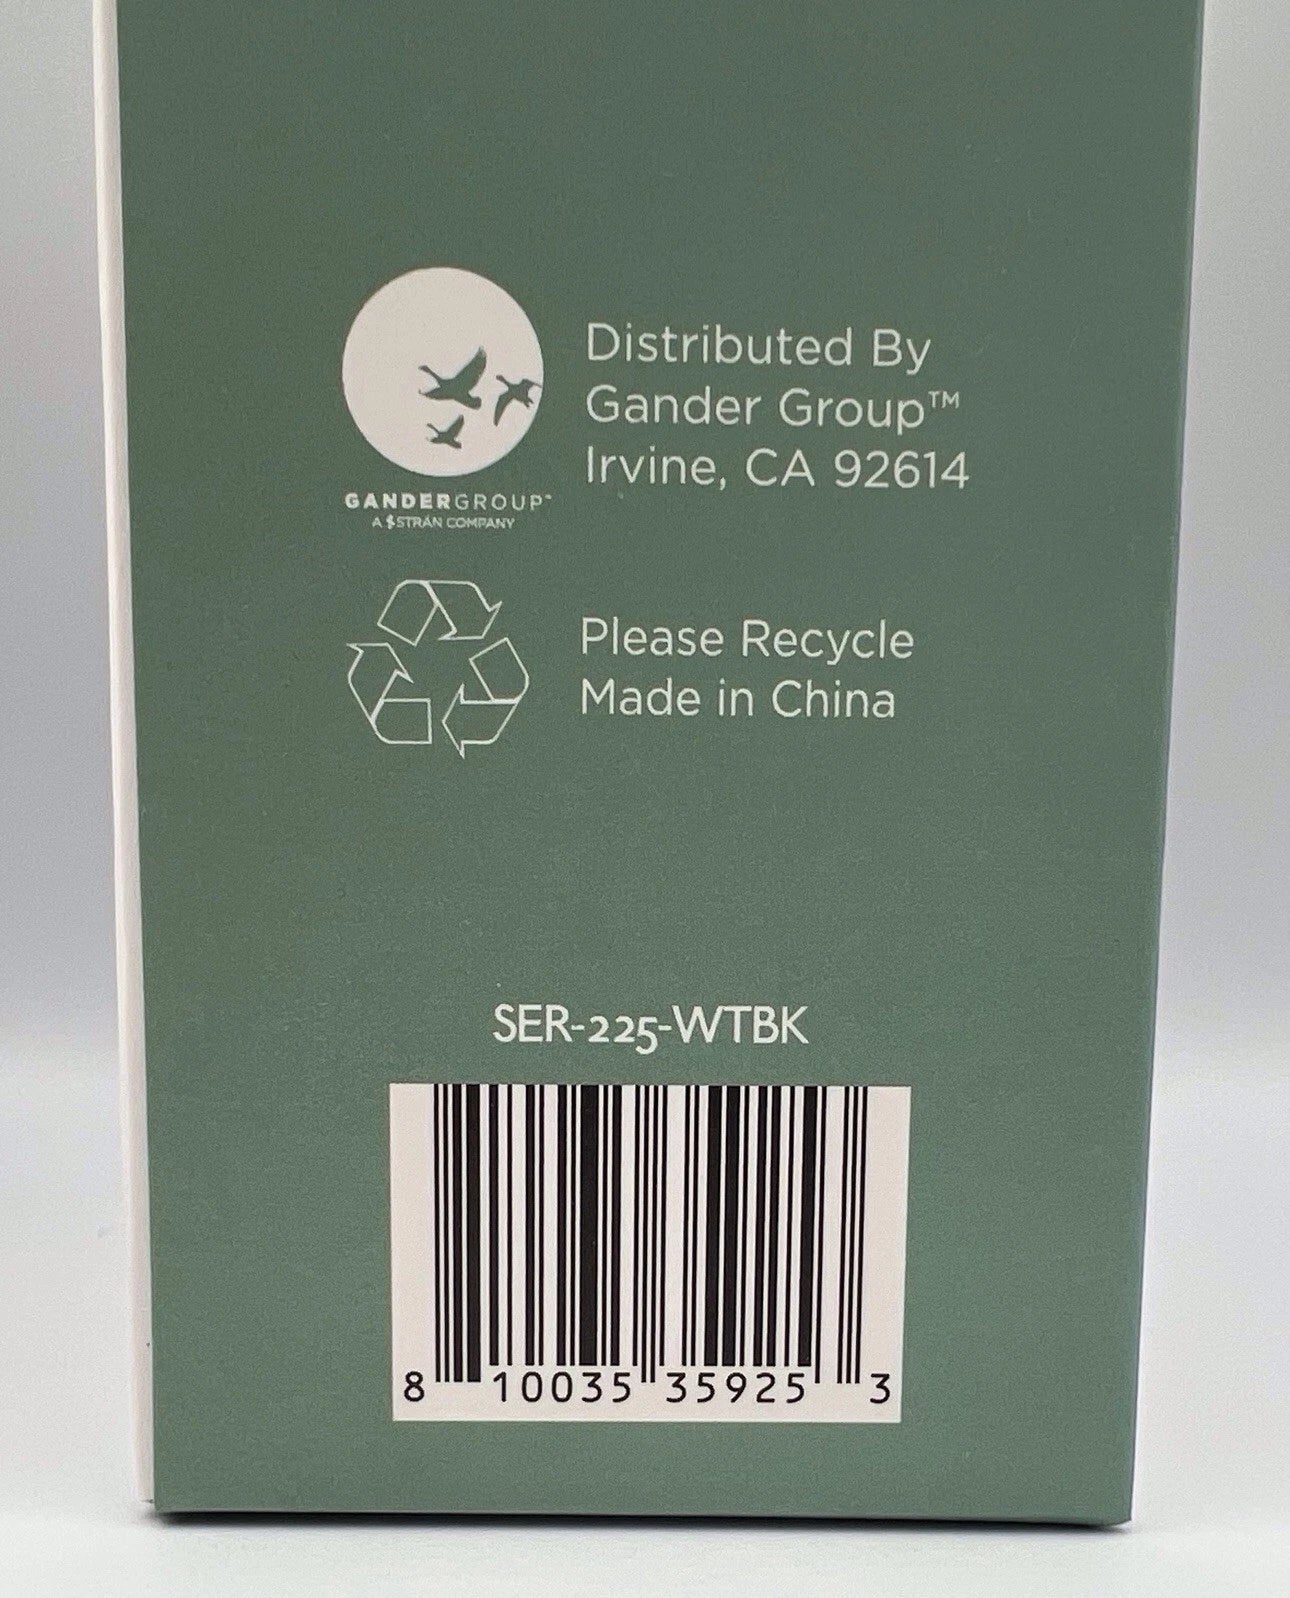 Distributed By
Gander Group™
Irvine, CA 92614
GANDERGROUP™
A STRAN COMPANY
Please Recycle
Made in China
SER-225-WTBK
8 10035 35925 3